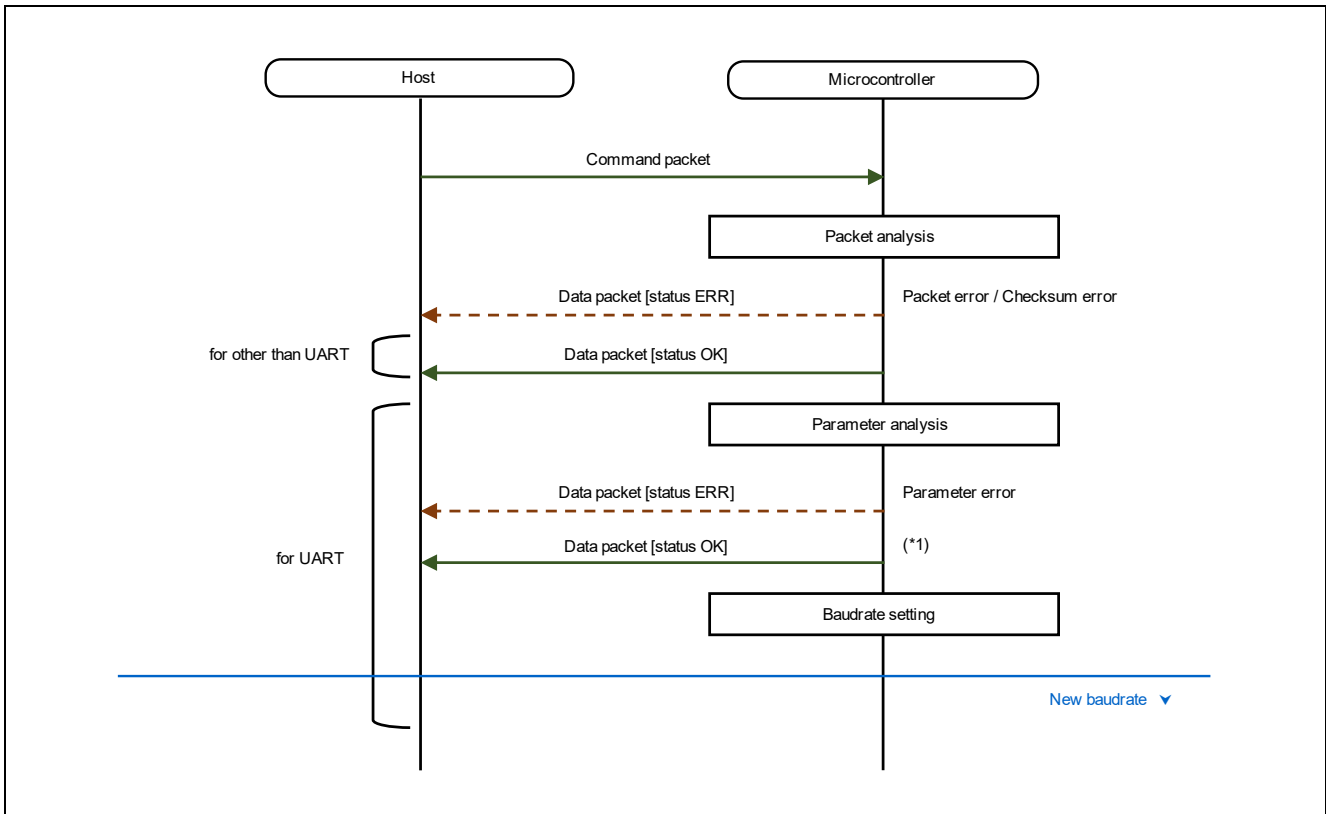 Host
Microcontroller
Command packet
Packet analysis
Data packet [status ERR]
Packet error / Checksum error
for other than UART
Data packet [status OK]
Parameter analysis
Data packet [status ERR]
Parameter error
for UART
Data packet [status OK]
(*1)
Baudrate setting
New baudrate